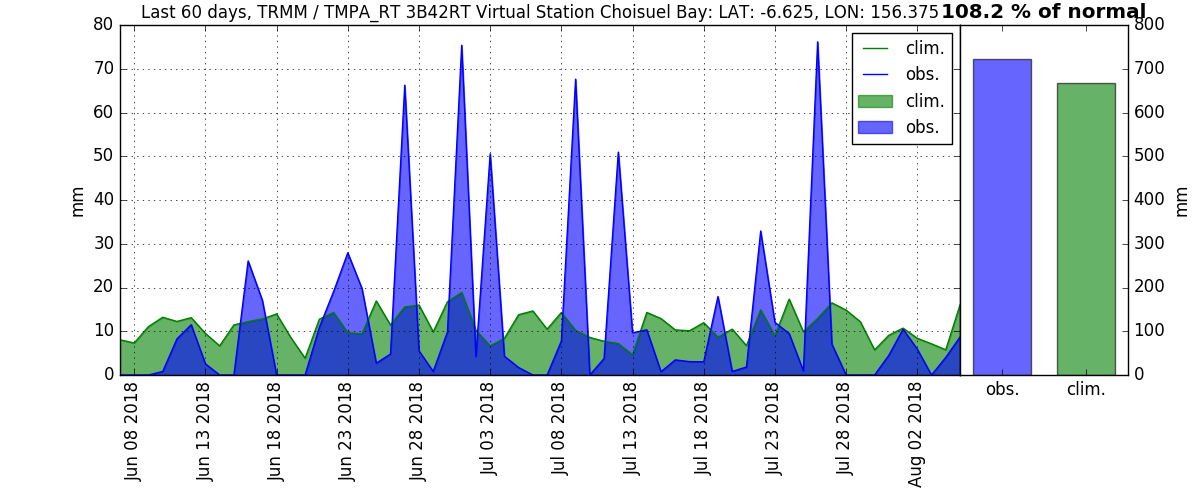 Last 60 days, TRMM / TMPA_RT 3B42RT Virtual Station Choisuel Bay: LAT: -6.625, LON: 156.375
108.2 % of normal
80
70
60
50
40
30
20
10
0
mm
clim.
obs.
clim.
obs.
Jun 08 2018
Jun 13 2018
Jun 18 2018
Jun 23 2018
Jun 28 2018
Jul 03 2018
Jul 08 2018
Jul 13 2018
Jul 18 2018
Jul 23 2018
Jul 28 2018
Aug 02 2018
800
700
600
500
400
300
200
100
0
mm
obs.
clim.